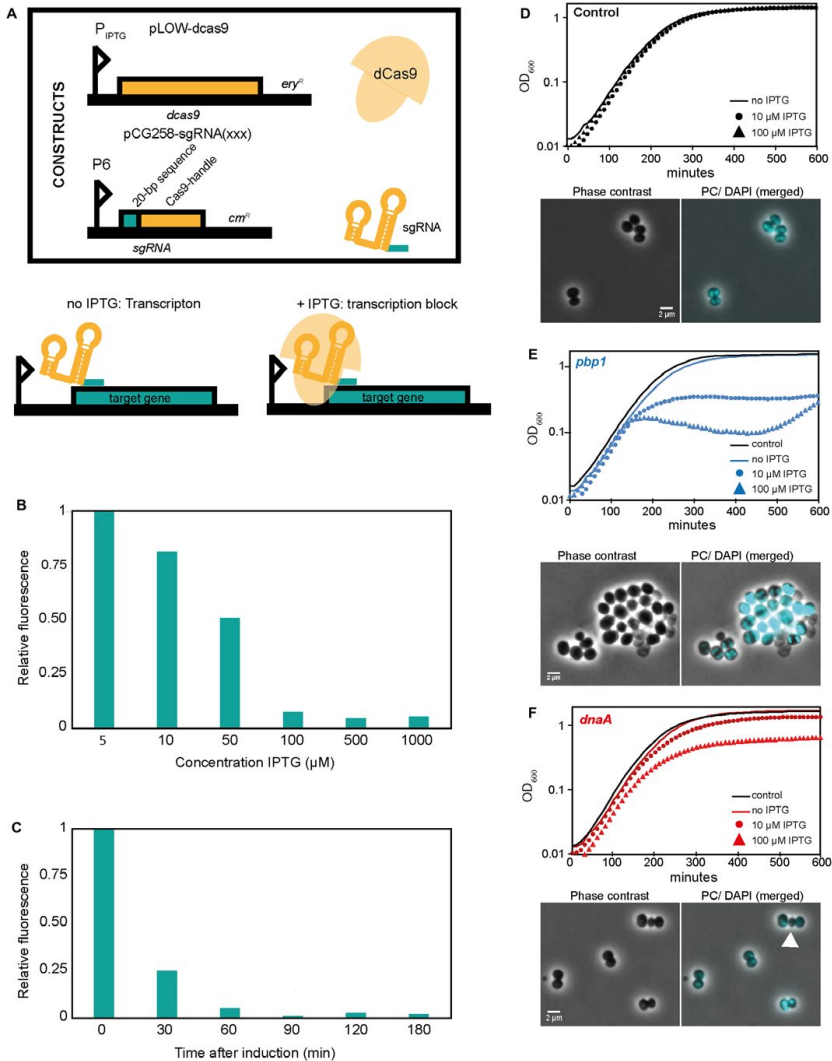 A
CONSTRUCTS
P IPTG
pLOW-dcas9
ery R
dcas9
dCas9
pCG258-sgRNA(xxx)
P6
20-bp sequence
Cas9-handle
cm R
sgRNA
sgRNA
no IPTG: Transcripton
+ IPTG: transcription block
target gene
target gene
B
Relative fluorescence
1
0.75
0.50
0.25
0
5 10 50 100 500 1000
Concentration IPTG (µM)
C
Relative fluorescence
1
0.75
0.50
0.25
0
0 30 60 90 120 180
Time after induction (min)
D
Control
OD600
1
0.1
0.01
no IPTG
10 µM IPTG
100 µM IPTG
0 100 200 300 400 500 600
minutes
Phase contrast
PC/ DAPI (merged)
2 µm
E
pbp1
OD600
1
0.1
0.01
control
no IPTG
10 µM IPTG
100 µM IPTG
0 100 200 300 400 500 600
minutes
Phase contrast
PC/ DAPI (merged)
2 µm
F
dnaA
OD600
1
0.1
0.01
control
no IPTG
10 µM IPTG
100 µM IPTG
0 100 200 300 400 500 600
minutes
Phase contrast
PC/ DAPI (merged)
2 µm